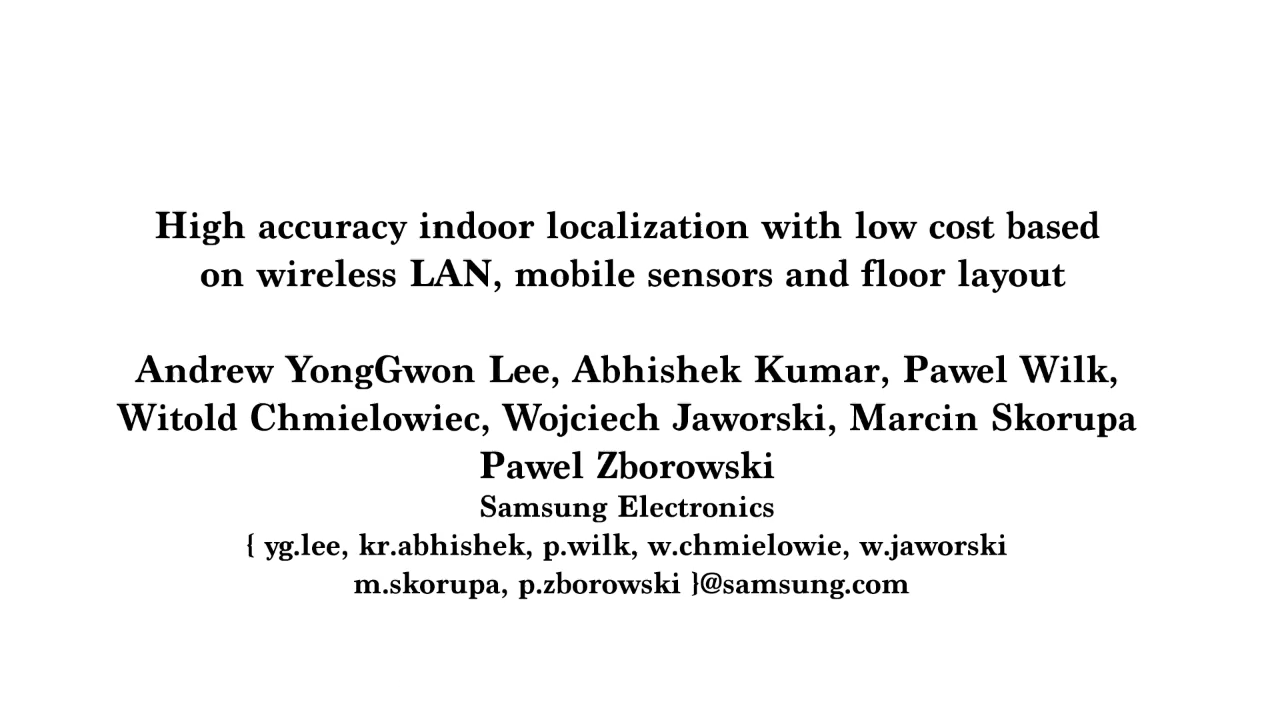 High accuracy indoor localization with low cost based
on wireless LAN, mobile sensors and floor layout
Andrew YongGwon Lee, Abhishek Kumar, Pawel Wilk,
Witold Chmielowiec, Wojciech Jaworski, Marcin Skorupa
Pawel Zborowski
Samsung Electronics
{ yg.lee, kr.abhishek, p.wilk, w.chmielowie, w.jaworski
m.skorupa, p.zborowski }@samsung.com